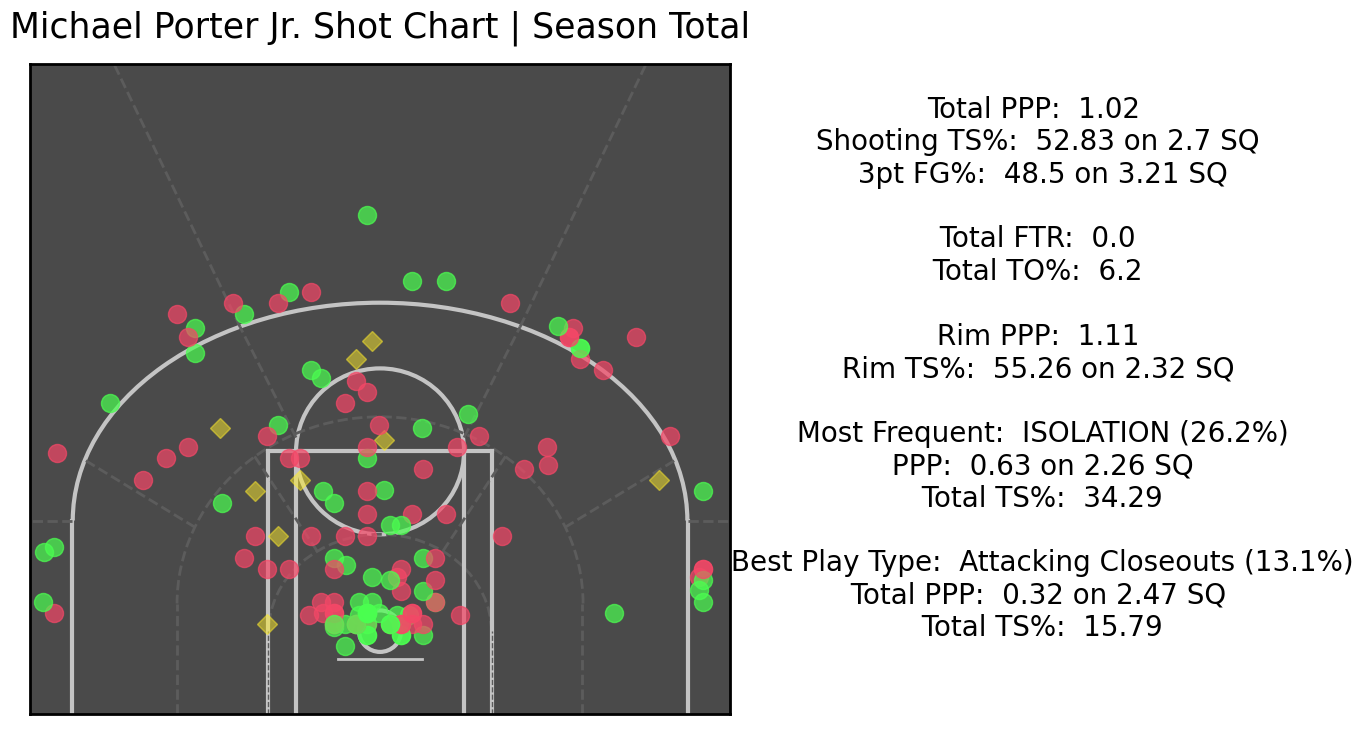 Michael Porter Jr. Shot Chart | Season Total
Total PPP:  1.02
Shooting TS%:  52.83 on 2.7 SQ
3pt FG%:  48.5 on 3.21 SQ
Total FTR:  0.0
Total TO%:  6.2
Rim PPP:  1.11
Rim TS%:  55.26 on 2.32 SQ
Most Frequent:  ISOLATION (26.2%)
PPP:  0.63 on 2.26 SQ
Total TS%:  34.29
Best Play Type:  Attacking Closeouts (13.1%)
Total PPP:  0.32 on 2.47 SQ
Total TS%:  15.79